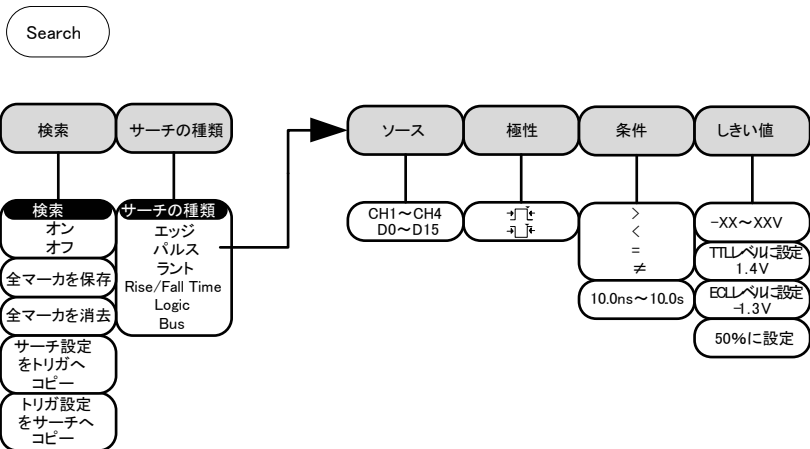 Search
検索
サーチの種類
ソース
極性
条件
しきい値
検索
オン
オフ
全マーカを保存
全マーカを消去
サーチ設定
をトリガへ
コピー
トリガ設定
をサーチへ
コピー
サーチの種類
エッジ
パルス
ラント
Rise/Fall Time
Logic
Bus
CH1～CH4
D0～D15
>
<
=
≠
10.0ns～10.0s
-XX～XXV
TTLレベルに設定
1.4V
ECLレベルに設定
-1.3V
50%に設定